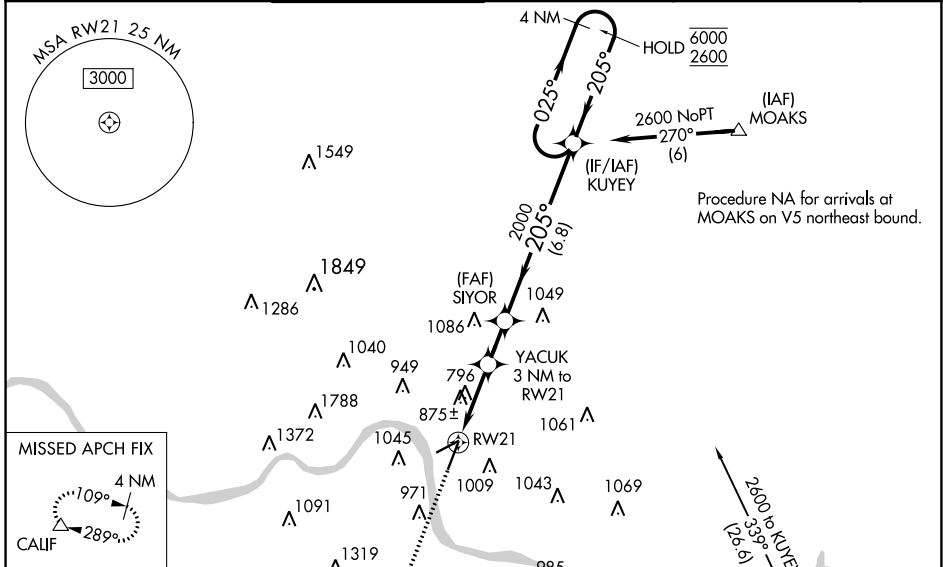 MSA RW21 25 NM
3000
4 NM
HOLD
6000
2600
025°
205°
2600 NoPT
270°
(6)
(IAF)
MOAKS
(IF/IAF)
KUYEY
Procedure NA for arrivals at
MOAKS on V5 northeast bound.
1549
2000
205°
(6.8)
1849
1286
(FAF)
SIYOR
1049
1086
1040
949
796
YACUK
3 NM to
RW21
1788
875±
1061
1372
1045
RW21
MISSED APCH FIX
4 NM
109°
289°
CALIF
1009
1043
1069
971
1091
1319
2600 to KUYEY
339°
(26.6)
985